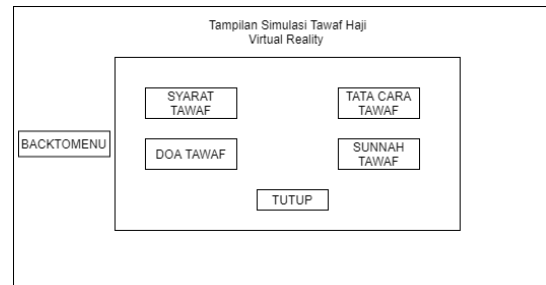 Tampilan Simulasi Tawaf Haji
Virtual Reality
SYARAT
TAWAF
TATA CARA
TAWAF
BACKTOMENU
DOA TAWAF
SUNNAH
TAWAF
TUTUP